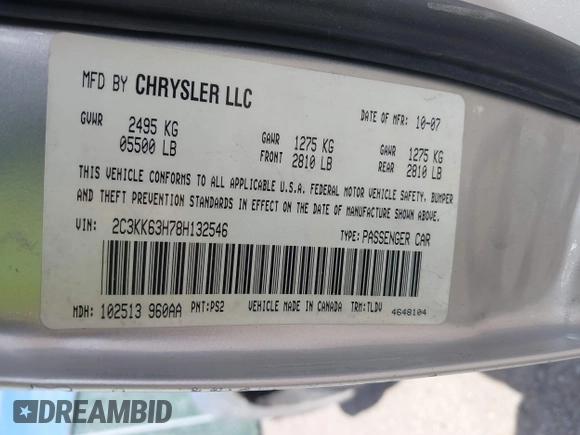 MFD BY CHRYSLER LLC
DATE OF MFR: 10-07
GVWR 2495 KG 05500 LB
GAWR FRONT 1275 KG 2810 LB
GAWR REAR 1275 KG 2810 LB
THIS VEHICLE CONFORMS TO ALL APPLICABLE U.S.A. FEDERAL MOTOR VEHICLE SAFETY, BUMPER
AND THEFT PREVENTION STANDARDS IN EFFECT ON THE DATE OF MANUFACTURE SHOWN ABOVE.
VIN: 2C3KK63H78H132546 TYPE: PASSENGER CAR
MDH: 102513 960AA PNT: PS2 VEHICLE MADE IN CANADA TRM: TLDV 4648104
DREAMBID